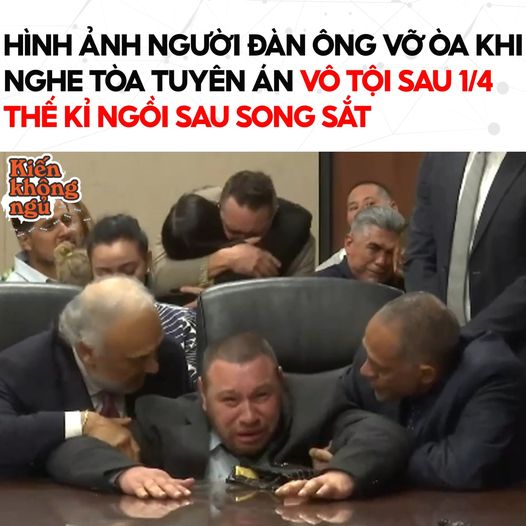 HÌNH ẢNH NGƯỜI ĐÀN ÔNG VỠ ÒA KHI
NGHE TÒA TUYÊN ÁN VÔ TỘI SAU 1/4
THẾ KỈ NGỒI SAU SONG SẮT
Kiến
không
ngủ